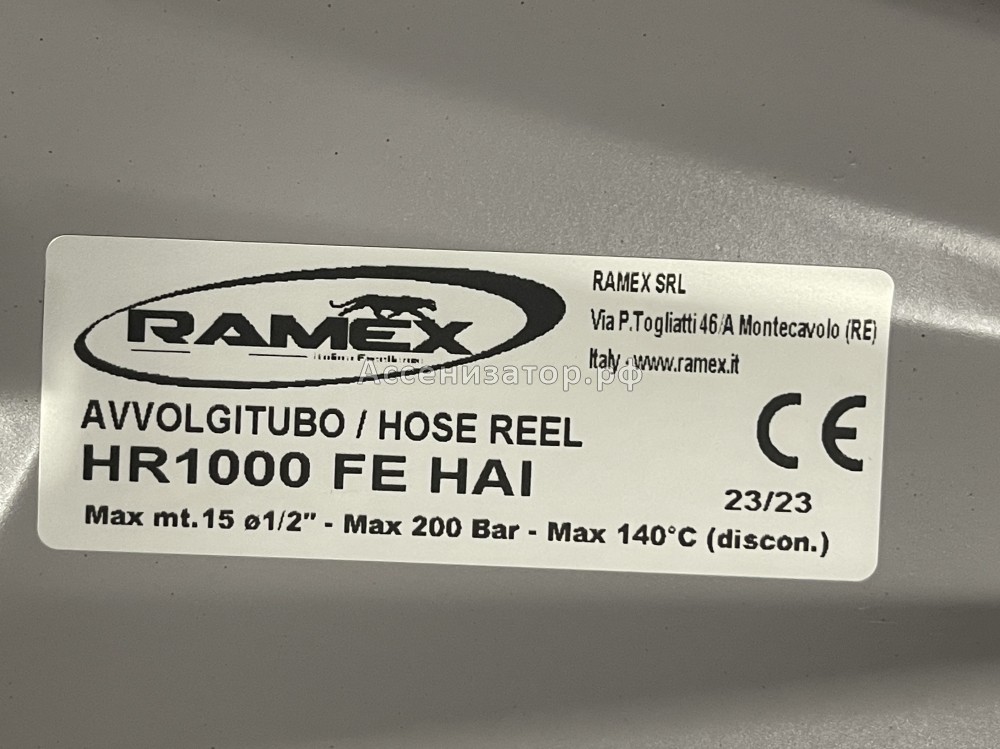 RAMEX
RAMEX SRL
Via P.Togliatti 46/A Montecavolo (RE)
Italy - www.ramex.it
Ассенизатор.рф
AVVOLGITUBO / HOSE REEL
HR1000 FE HAI
CE
23/23
Max mt.15 ø1/2" - Max 200 Bar - Max 140°C (discon.)